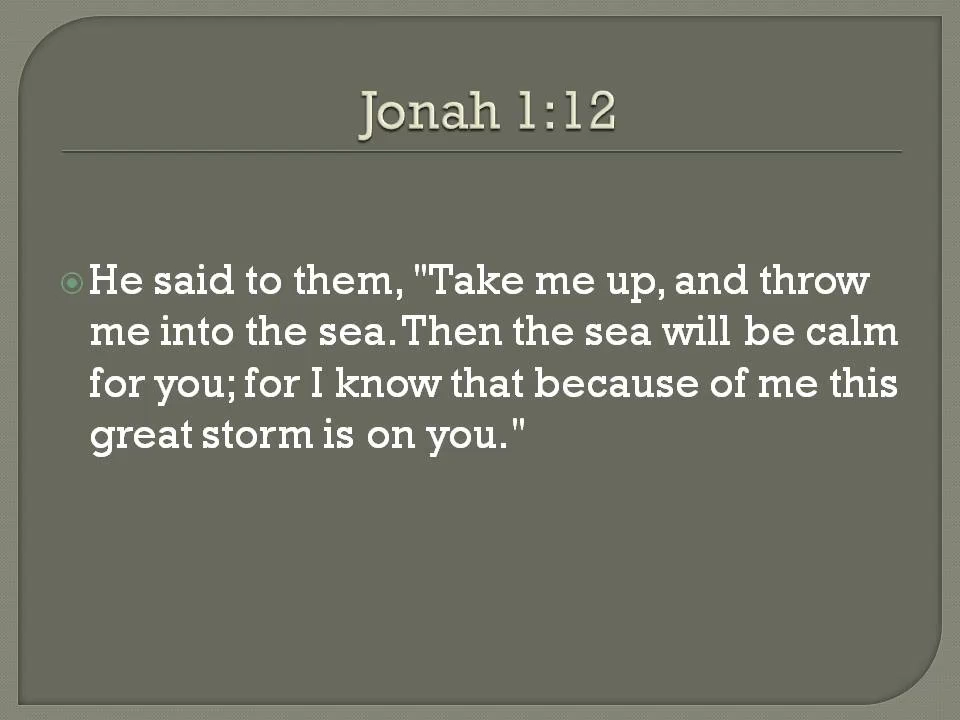 Jonah 1:12
He said to them, "Take me up, and throw
me into the sea. Then the sea will be calm
for you; for I know that because of me this
great storm is on you."